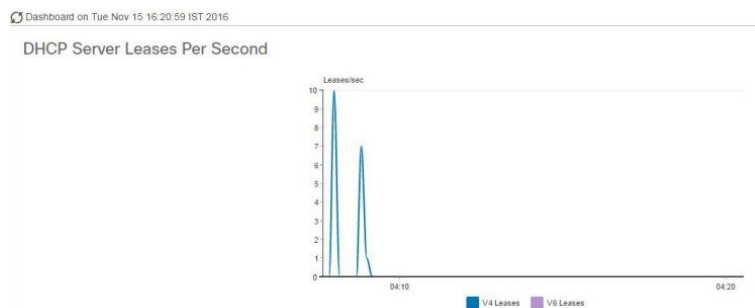 Dashboard on Tue Nov 15 16:20:59 IST 2016
DHCP Server Leases Per Second
Leases/sec
10
9
8
7
6
5
4
3
2
1
0
04:10
04:20
V4 Leases
V6 Leases